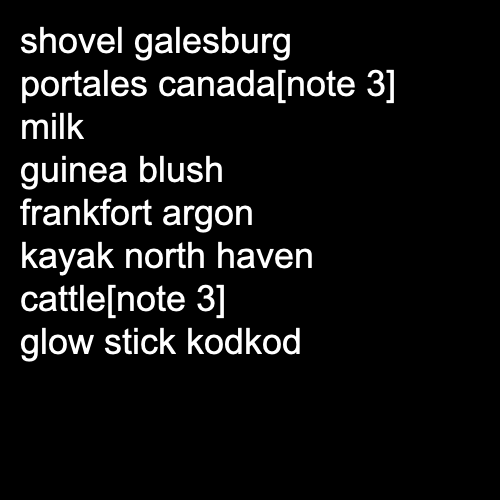 shovel galesburg
portales canada[note 3]
milk
guinea blush
frankfort argon
kayak north haven
cattle[note 3]
glow stick kodkod